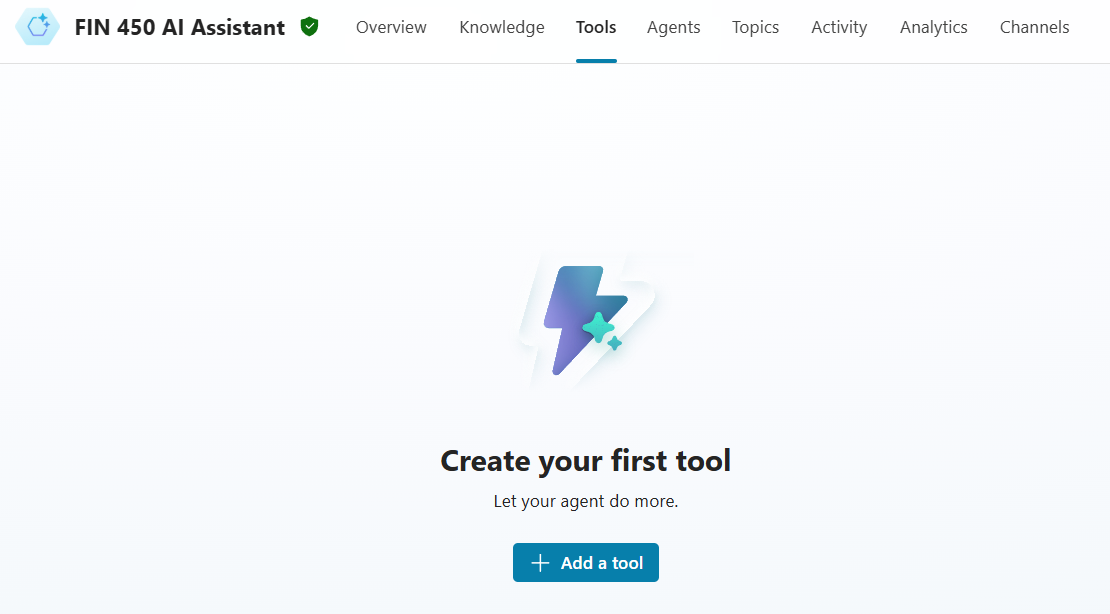 FIN 450 AI Assistant Overview Knowledge Tools Agents Topics Activity Analytics Channels
Create your first tool
Let your agent do more.
Add a tool